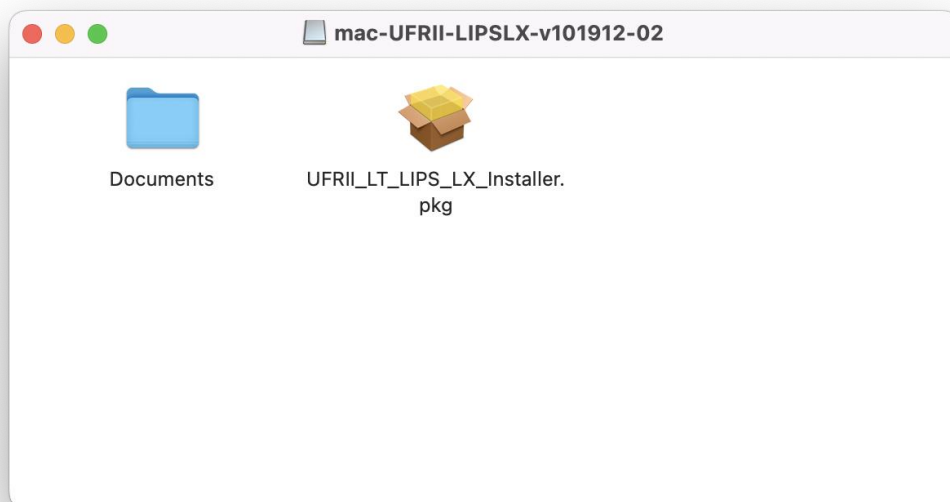 mac-UFRII-LIPSLX-v101912-02
Documents
UFRII_LT_LIPS_LX_Installer.
pkg